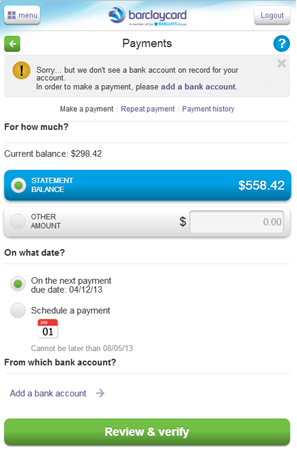 menu
barclaycard
A member of the BARCLAYS Group
Logout
Payments
?
!
Sorry... but we don't see a bank account on record for your
account.
In order to make a payment, please add a bank account.
Make a payment | Repeat payment | Payment history
For how much?
Current balance: $298.42
STATEMENT
BALANCE
$558.42
OTHER
AMOUNT
$ 0.00
On what date?
On the next payment
due date: 04/12/13
Schedule a payment
JAN
01
Cannot be later than 08/05/13
From which bank account?
Add a bank account
Review & verify